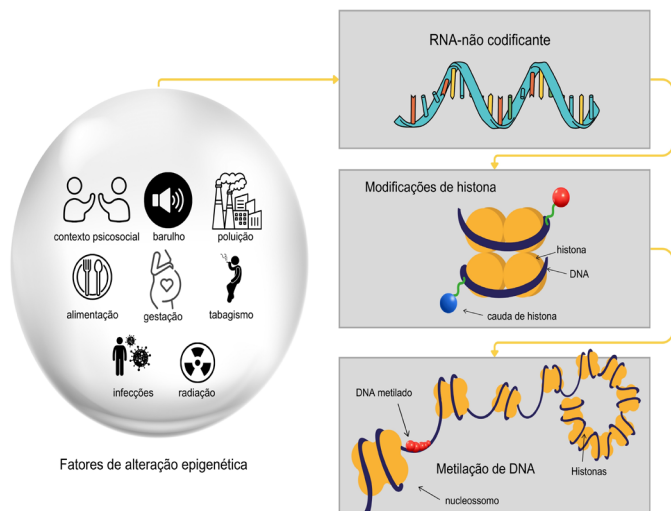 RNA-não codificante
contexto psicosocial
barulho
poluição
alimentação
gestação
tabagismo
infecções
radiação
Fatores de alteração epigenética
Modificações de histona
histona
DNA
cauda de histona
DNA metilado
Metilação de DNA
Histonas
nucleossomo